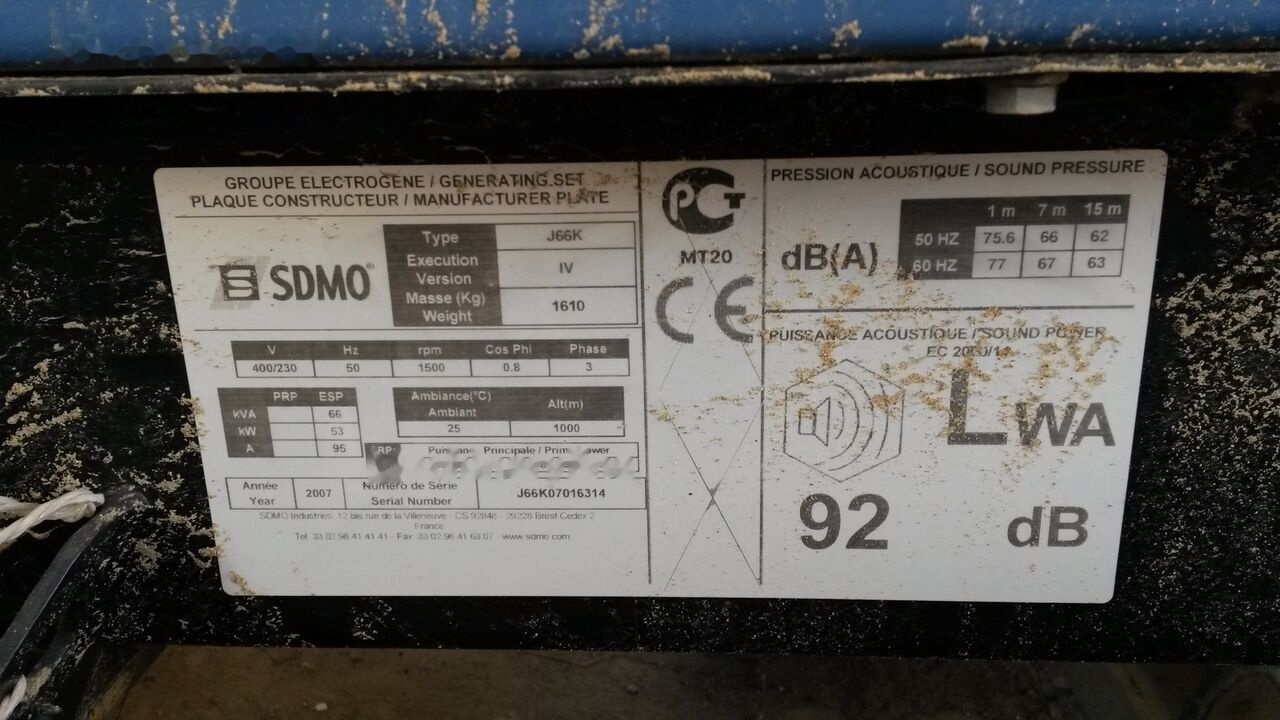 GROUPE ELECTROGENE / GENERATING.SET
PLAQUE CONSTRUCTEUR / MANUFACTURER PLATE
SDMO
Type J66K
Execution Version IV
Masse (Kg) Weight 1610
V Hz rpm Cos Phi Phase
400/230 50 1500 0.8 3
PRP ESP
kVA 66
kW 53
A 95
Ambiance(°C) Ambiant Alt(m)
25 1000
Principale /
Année Year 2007 Numéro de Série Serial Number J66K07016314
SDMO Industries, 12 bis rue de la Villeneuve - CS 92848 - 29228 Brest Cedex 2
France
Tel. 33 02 98 41 41 41 - Fax 33 02 98 41 63 07 - www.sdmo.com
PCT
MT20
CE
PRESSION ACOUSTIQUE / SOUND PRESSURE
dB(A)
1 m 7 m 15 m
50 HZ 75.6 66 62
60 HZ 77 67 63
PUISSANCE ACOUSTIQUE / SOUND POWER
EC
LWA
92 dB